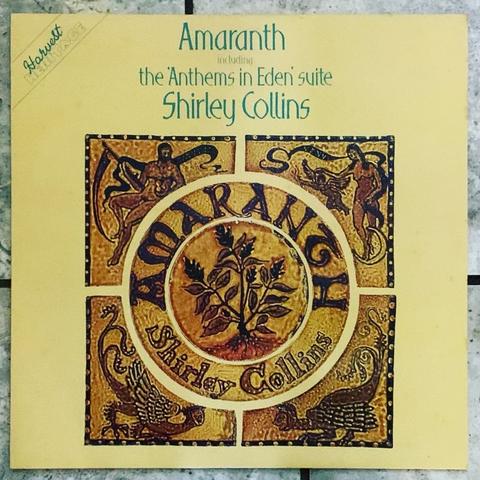 Harvest
Amaranth
including
the 'Anthems in Eden' suite
Shirley Collins
AMARANTH
Shirley Collins